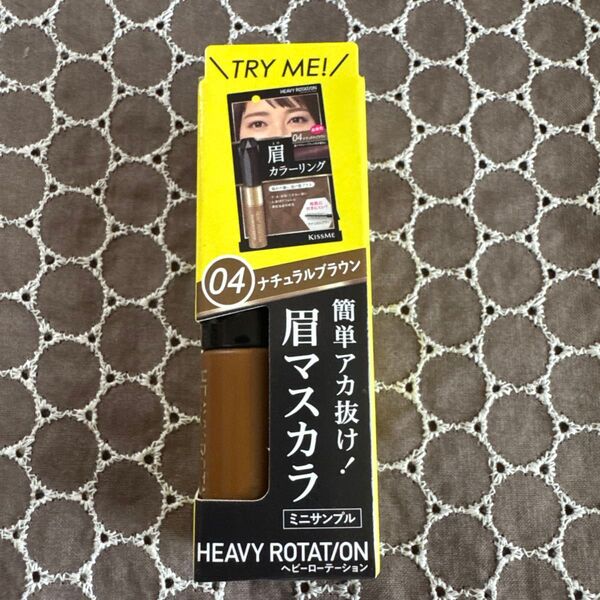 TRY ME!
HEAVY ROTATION
04
眉
カラーリング
KISSME
04 ナチュラルブラウン
簡単アカ抜け!
眉マスカラ
ミニサンプル
HEAVY ROTATION
ヘビーローテーション